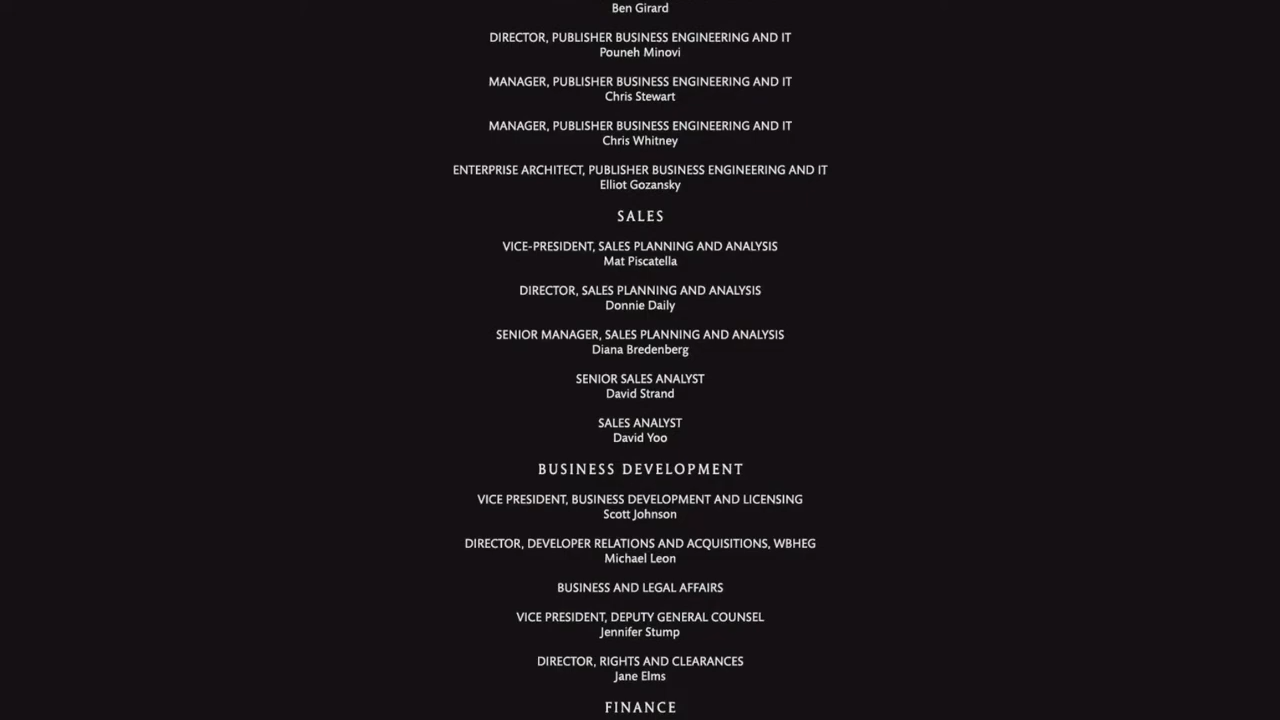 Ben Girard
DIRECTOR, PUBLISHER BUSINESS ENGINEERING AND IT
Pouneh Minovi
MANAGER, PUBLISHER BUSINESS ENGINEERING AND IT
Chris Stewart
MANAGER, PUBLISHER BUSINESS ENGINEERING AND IT
Chris Whitney
ENTERPRISE ARCHITECT, PUBLISHER BUSINESS ENGINEERING AND IT
Elliot Gozansky
SALES
VICE-PRESIDENT, SALES PLANNING AND ANALYSIS
Mat Piscatella
DIRECTOR, SALES PLANNING AND ANALYSIS
Donnie Daily
SENIOR MANAGER, SALES PLANNING AND ANALYSIS
Diana Bredenberg
SENIOR SALES ANALYST
David Strand
SALES ANALYST
David Yoo
BUSINESS DEVELOPMENT
VICE PRESIDENT, BUSINESS DEVELOPMENT AND LICENSING
Scott Johnson
DIRECTOR, DEVELOPER RELATIONS AND ACQUISITIONS, WBHEG
Michael Leon
BUSINESS AND LEGAL AFFAIRS
VICE PRESIDENT, DEPUTY GENERAL COUNSEL
Jennifer Stump
DIRECTOR, RIGHTS AND CLEARANCES
Jane Elms
FINANCE